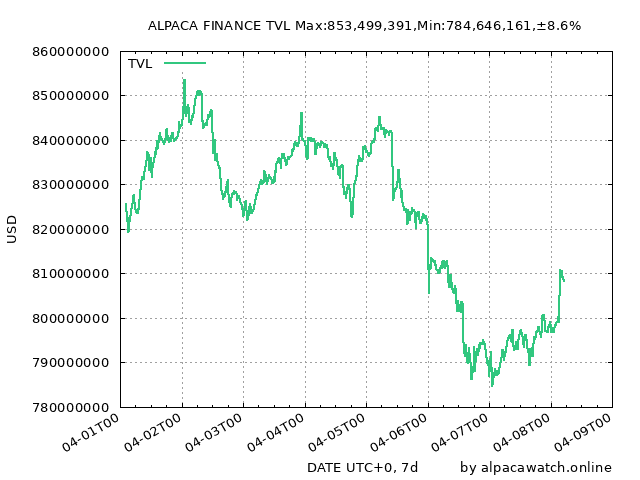 ALPACA FINANCE TVL Max:853,499,391,Min:784,646,161,±8.6%
TVL
860000000
850000000
840000000
830000000
820000000
810000000
800000000
790000000
780000000
USD
04-01T00
04-02T00
04-03T00
04-04T00
04-05T00
04-06T00
04-07T00
04-08T00
04-09T00
DATE UTC+0, 7d
by alpacawatch.online